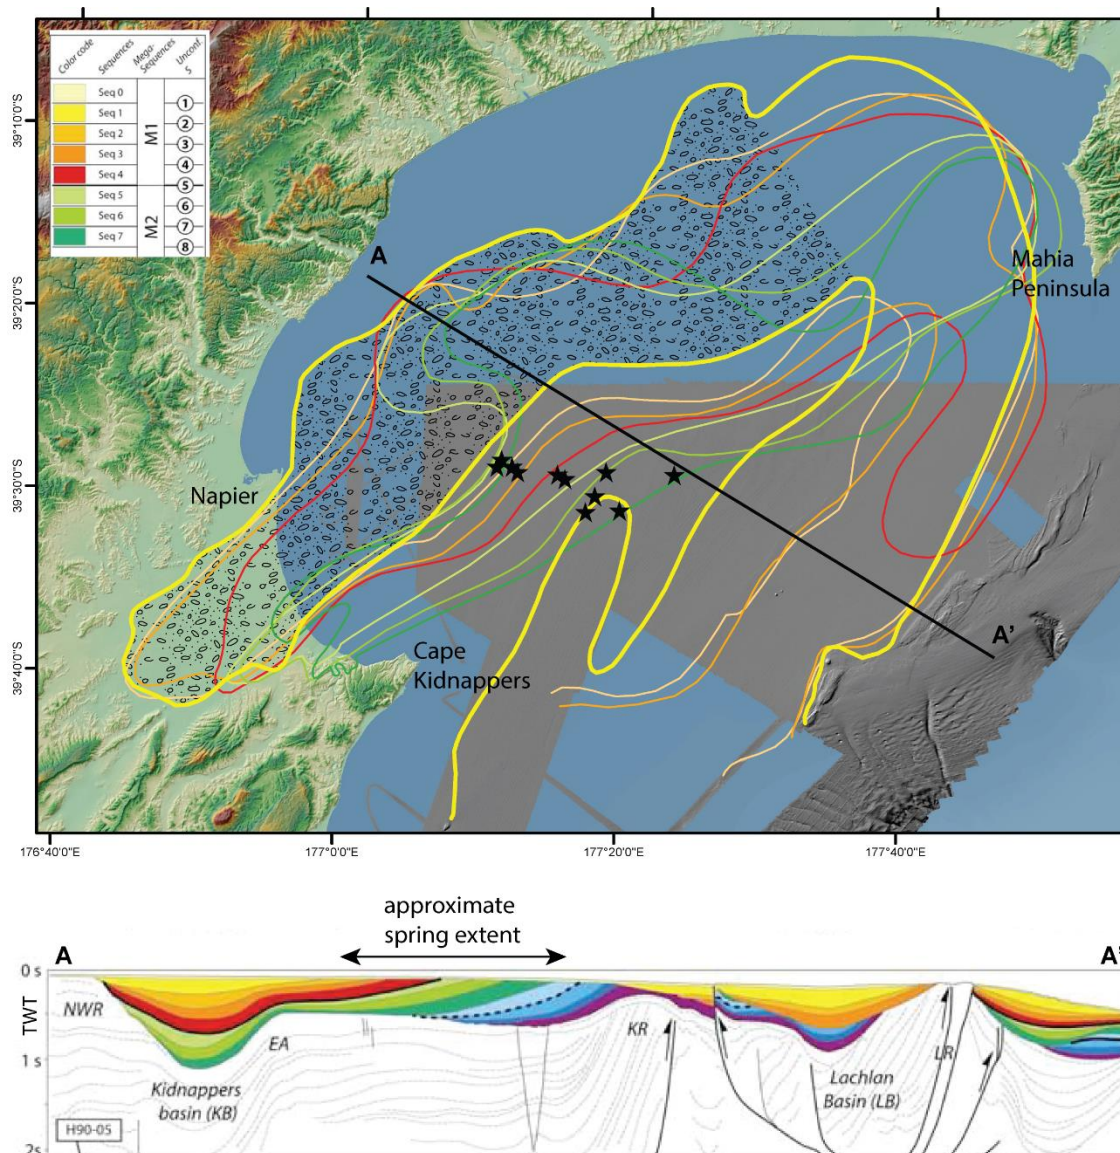 Color code
Sequences
Mega-
Sequences
Unconf
S
Seq 0
Seq 1
Seq 2
Seq 3
Seq 4
Seq 5
Seq 6
Seq 7
M1
M2
1
2
3
4
5
6
7
8
39°10'0"S
39°20'0"S
39°30'0"S
39°40'0"S
A
Mahia
Peninsula
Napier
Cape
Kidnappers
A'
176°40'0"E
177°0'0"E
177°20'0"E
177°40'0"E
approximate
spring extent
A
A'
0 s
TWT
NWR
EA
KR
LR
1 s
Kidnappers
basin (KB)
Lachlan
Basin (LB)
H90-05
2s